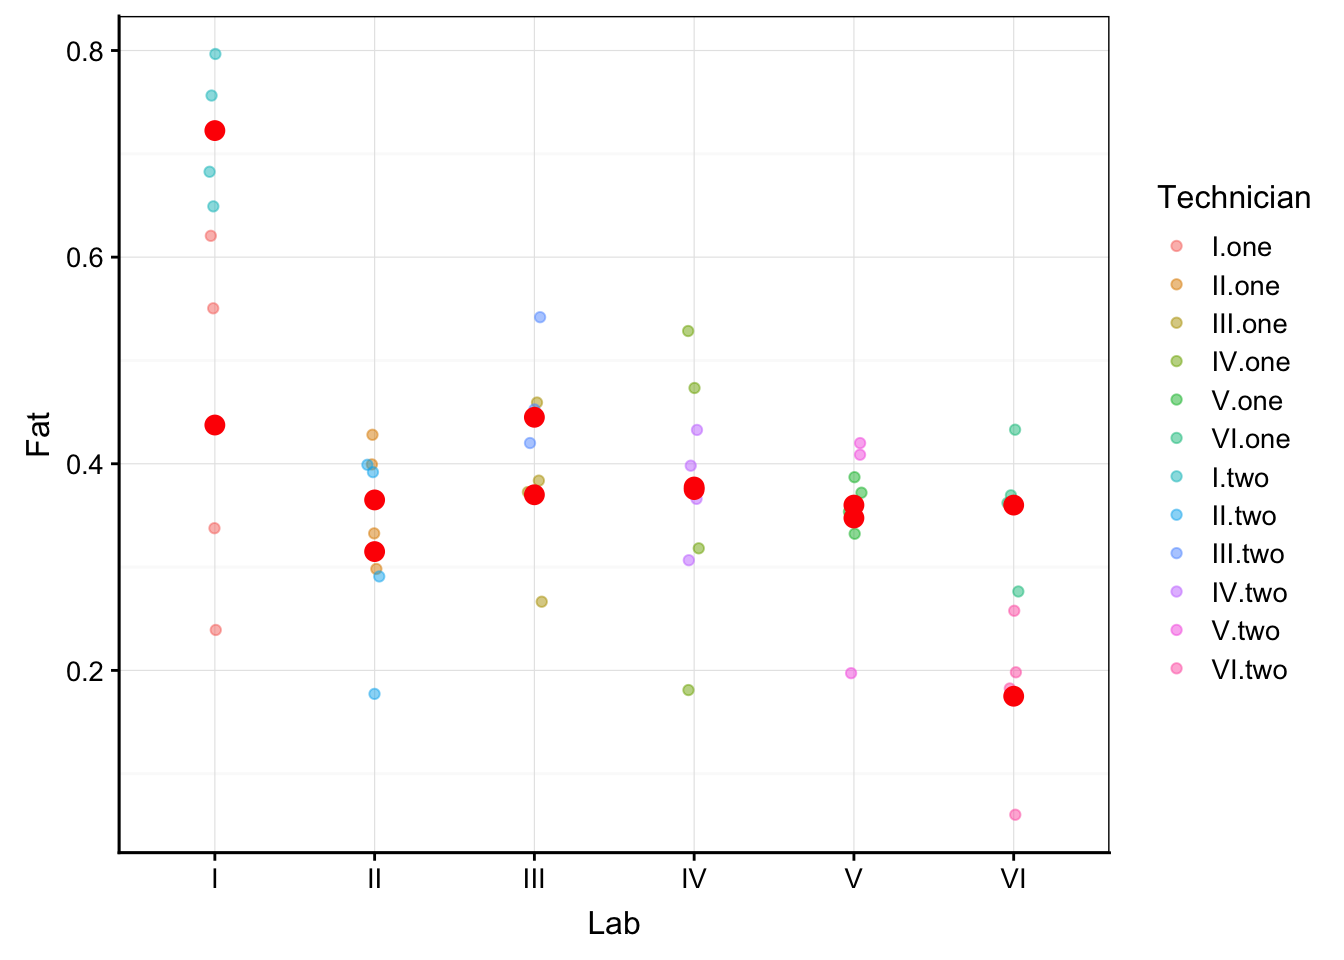 0.8
0.6
0.4
0.2
Fat
I II III IV V VI
Lab
Technician
I.one
II.one
III.one
IV.one
V.one
VI.one
I.two
II.two
III.two
IV.two
V.two
VI.two